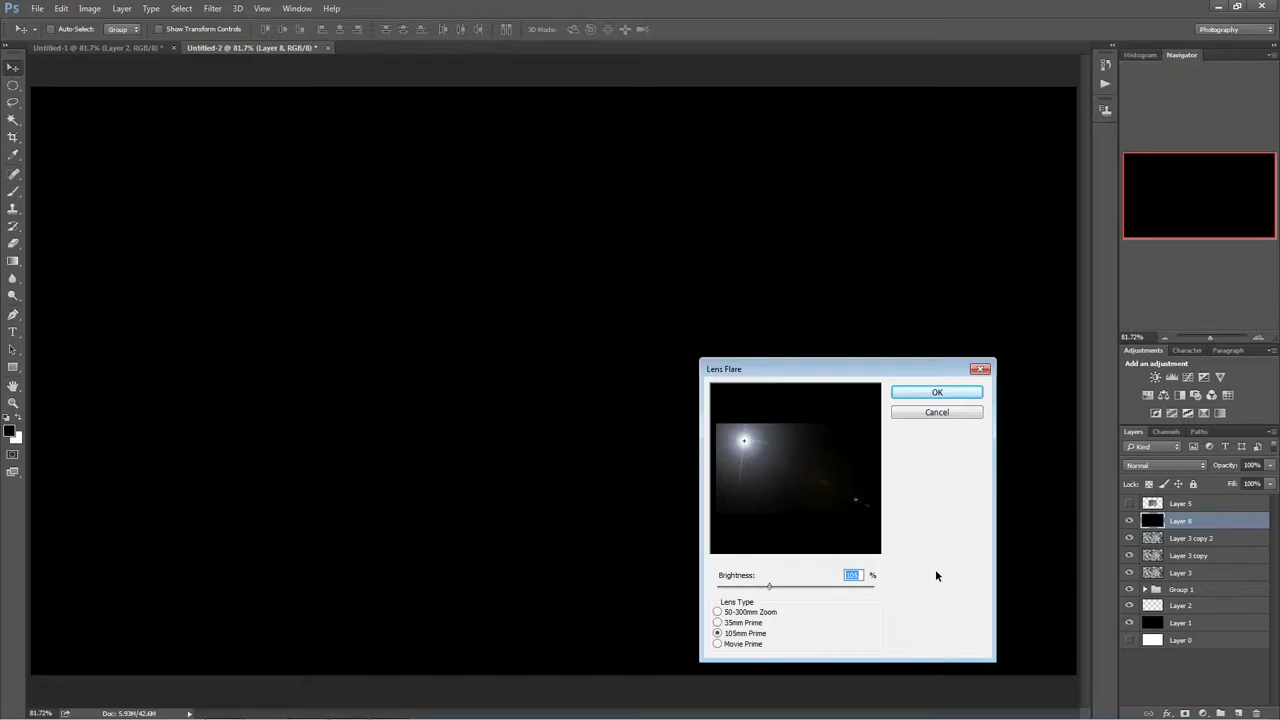 Ps File Edit Image Layer Type Select Filter 3D View Window Help
Auto-Select: Group Show Transform Controls 3D Mode: Photography
Untitled-1 @ 81.7% (Layer 2, RGB/8) * × Untitled-2 @ 81.7% (Layer 8, RGB/8) * ×
Histogram Navigator
81.72%
Adjustments Character Paragraph
Add an adjustment
Lens Flare
OK
Cancel
Brightness: 105 %
Lens Type
50-300mm Zoom
35mm Prime
105mm Prime
Movie Prime
Layers Channels Paths
Kind
Normal Opacity: 100%
Lock: Fill: 100%
Layer 5
Layer 8
Layer 3 copy 2
Layer 3 copy
Layer 3
Group 1
Layer 2
Layer 1
Layer 0
81.72% Doc: 5.93M/42.6M